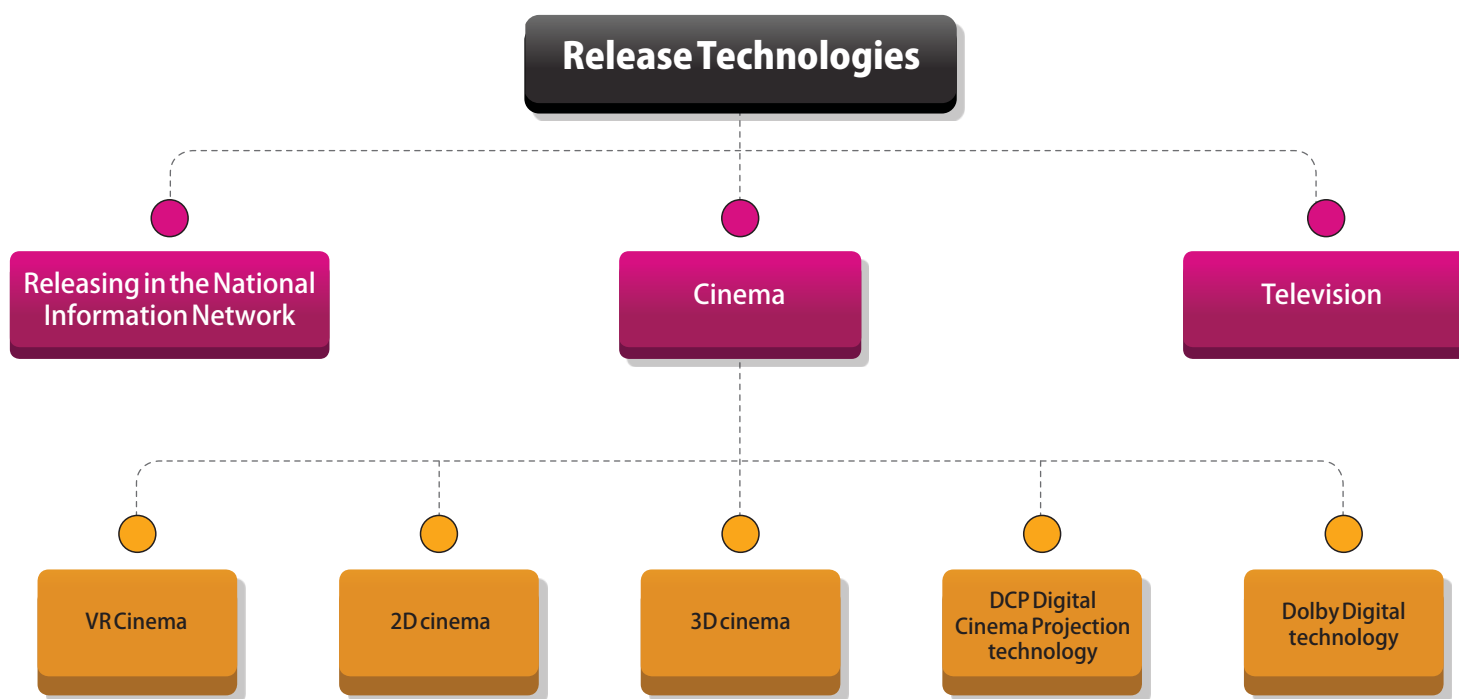 Release Technologies
Releasing in the National
Information Network
Cinema
Television
VR Cinema
2D cinema
3D cinema
DCP Digital
Cinema Projection
technology
Dolby Digital
technology